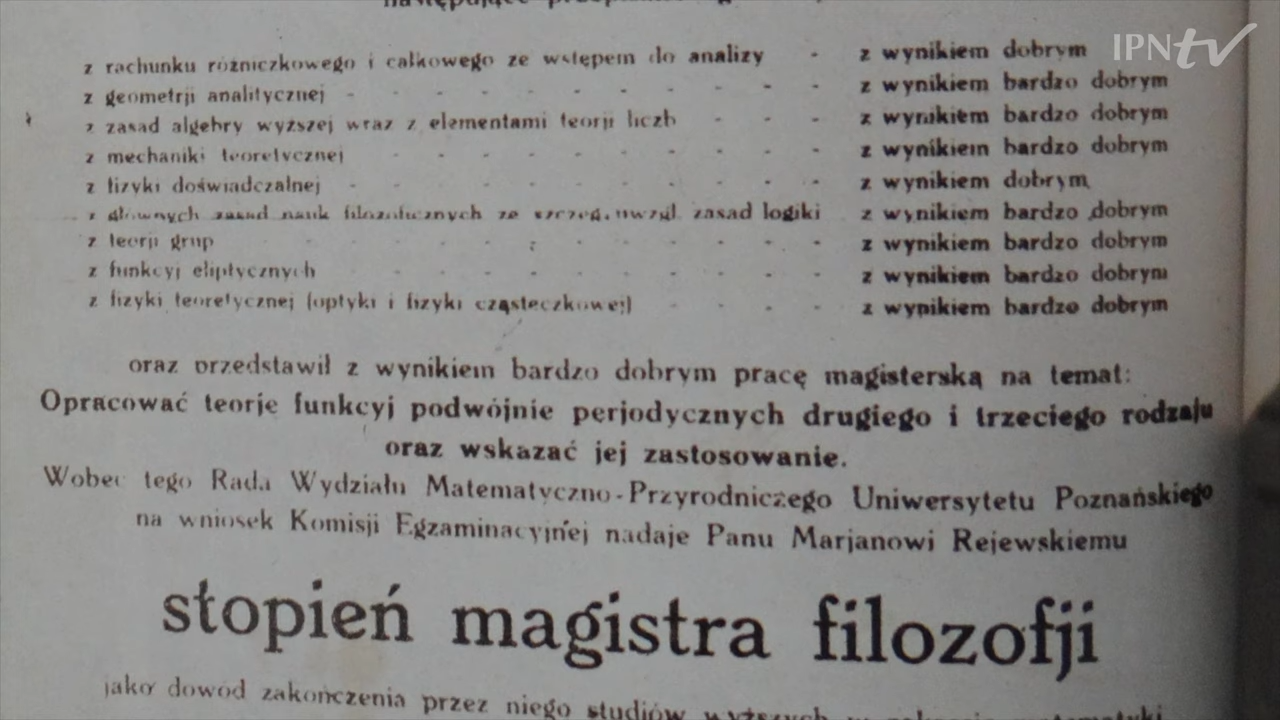 IPNtv
z rachunku różniczkowego i całkowego ze wstępem do analizy - z wynikiem dobrym
z geometrji analitycznej - - - - - - - - - - - z wynikiem bardzo dobrym
z zasad algebry wyższej wraz z elementami teorji liczb - - - z wynikiem bardzo dobrym
z mechaniki teoretycznej - - - - - - - - - - z wynikiem bardzo dobrym
z fizyki doświadczalnej - - - - - - - - - - - z wynikiem dobrym
z głównych zasad nauk filozoficznych ze szczeg. uwzgl. zasad logiki z wynikiem bardzo dobrym
z teorji grup - - - - - - - - - - - - z wynikiem bardzo dobrym
z funkcyj eliptycznych - - - - - - - - - - z wynikiem bardzo dobrym
z fizyki teoretycznej (optyki i fizyki cząsteczkowej) - - - - z wynikiem bardzo dobrym
oraz przedstawił z wynikiem bardzo dobrym pracę magisterską na temat:
Opracować teorję funkcyj podwójnie perjodycznych drugiego i trzeciego rodzaju
oraz wskazać jej zastosowanie.
Wobec tego Rada Wydziału Matematyczno-Przyrodniczego Uniwersytetu Poznańskiego
na wniosek Komisji Egzaminacyjnej nadaje Panu Marjanowi Rejewskiemu
stopień magistra filozofji
jako dowód zakończenia przez niego studjów wyższych w